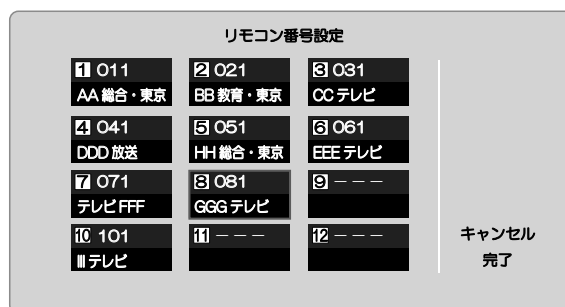 リモコン番号設定
1 011
AA 総合・東京
2 021
BB 教育・東京
3 031
CC テレビ
4 041
DDD 放送
5 051
HH 総合・東京
6 061
EEE テレビ
7 071
テレビ FFF
8 081
GGG テレビ
9 ---
10 101
III テレビ
11 ---
12 ---
キャンセル
完了